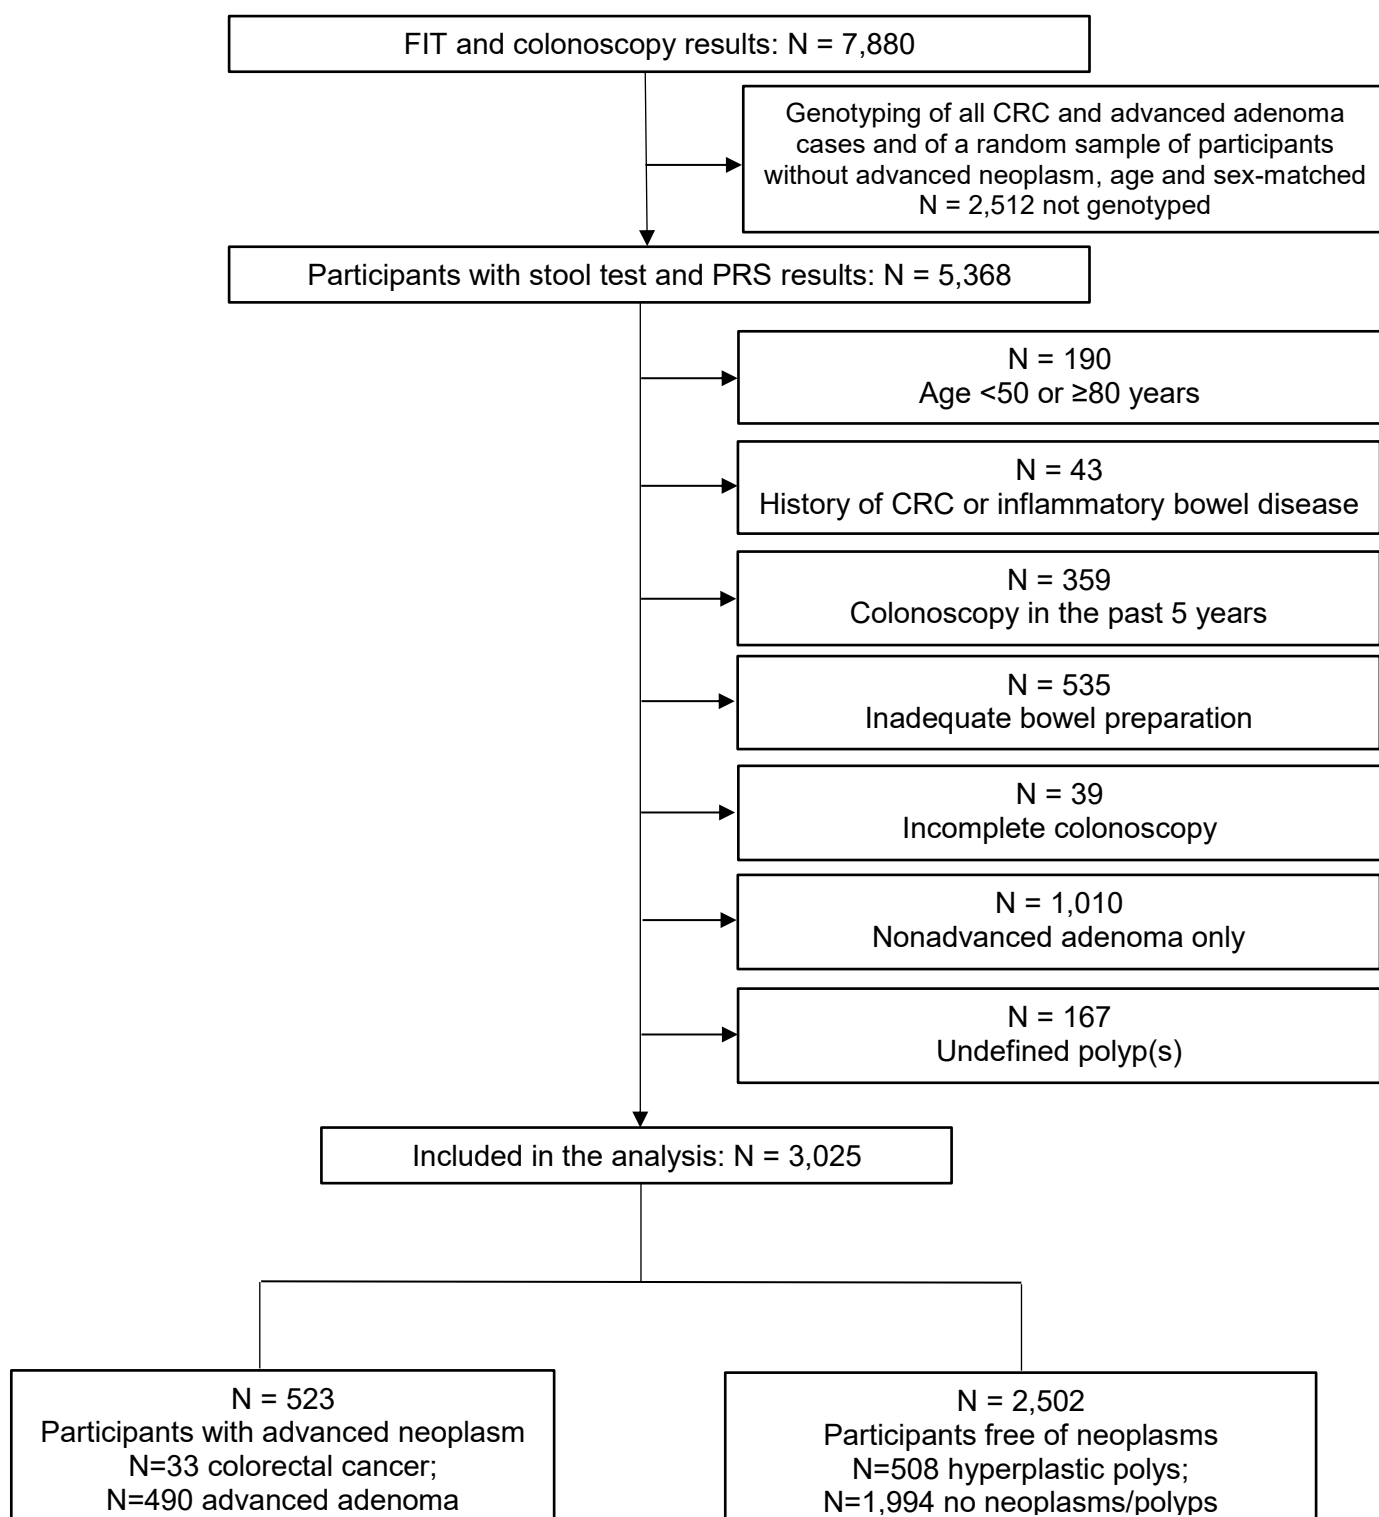 FIT and colonoscopy results: N = 7,880
Genotyping of all CRC and advanced adenoma
cases and of a random sample of participants
without advanced neoplasm, age and sex-matched
N = 2,512 not genotyped
Participants with stool test and PRS results: N = 5,368
N = 190
Age <50 or ≥80 years
N = 43
History of CRC or inflammatory bowel disease
N = 359
Colonoscopy in the past 5 years
N = 535
Inadequate bowel preparation
N = 39
Incomplete colonoscopy
N = 1,010
Nonadvanced adenoma only
N = 167
Undefined polyp(s)
Included in the analysis: N = 3,025
N = 523
Participants with advanced neoplasm
N=33 colorectal cancer;
N=490 advanced adenoma
N = 2,502
Participants free of neoplasms
N=508 hyperplastic polys;
N=1,994 no neoplasms/polyps